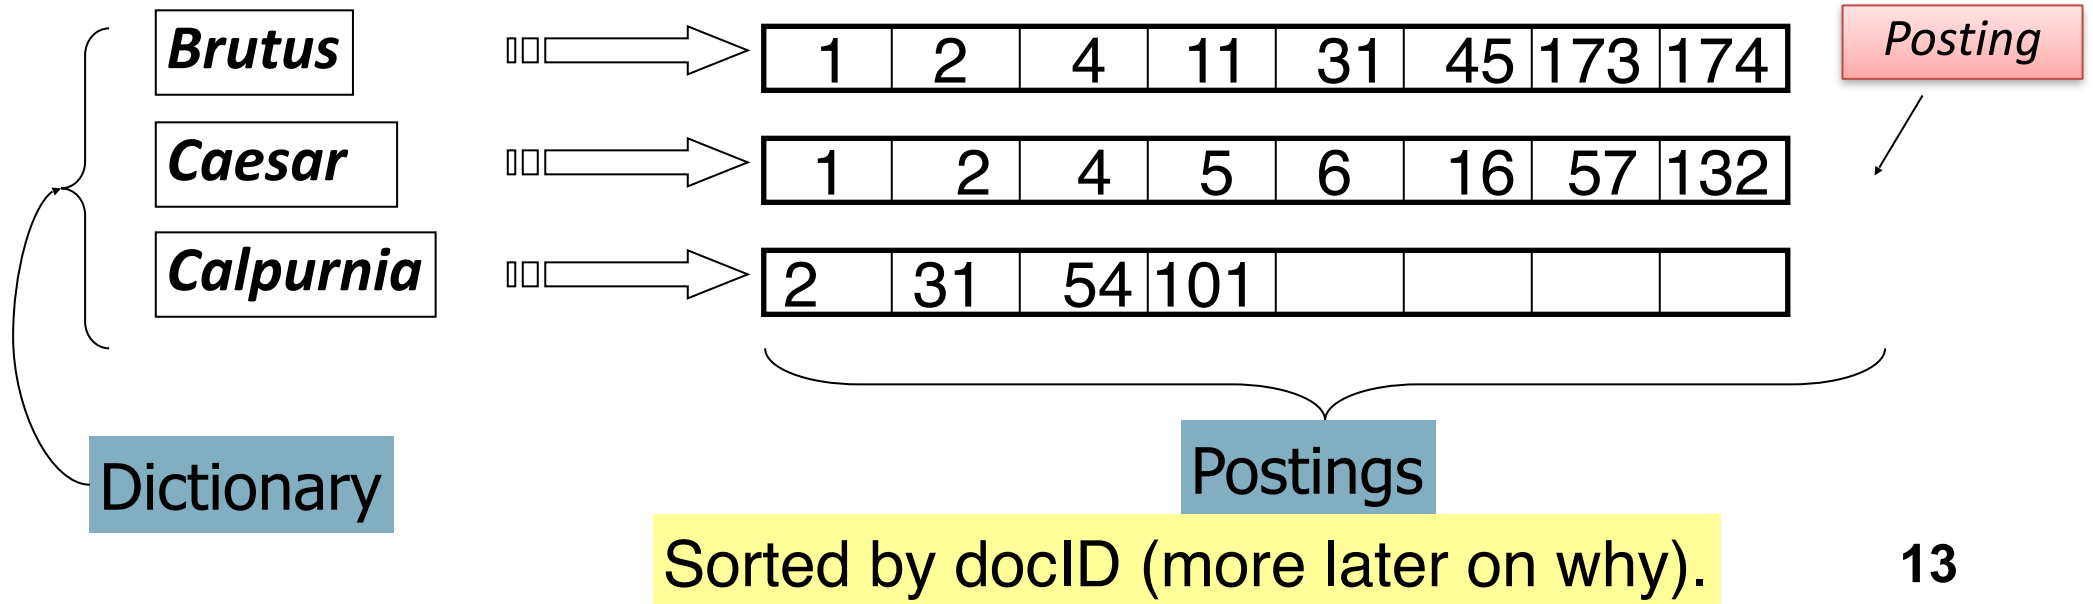 Brutus 1 2 4 11 31 45 173 174 Posting
Caesar 1 2 4 5 6 16 57 132
Calpurnia 2 31 54 101
Dictionary
Postings
Sorted by docID (more later on why).
13